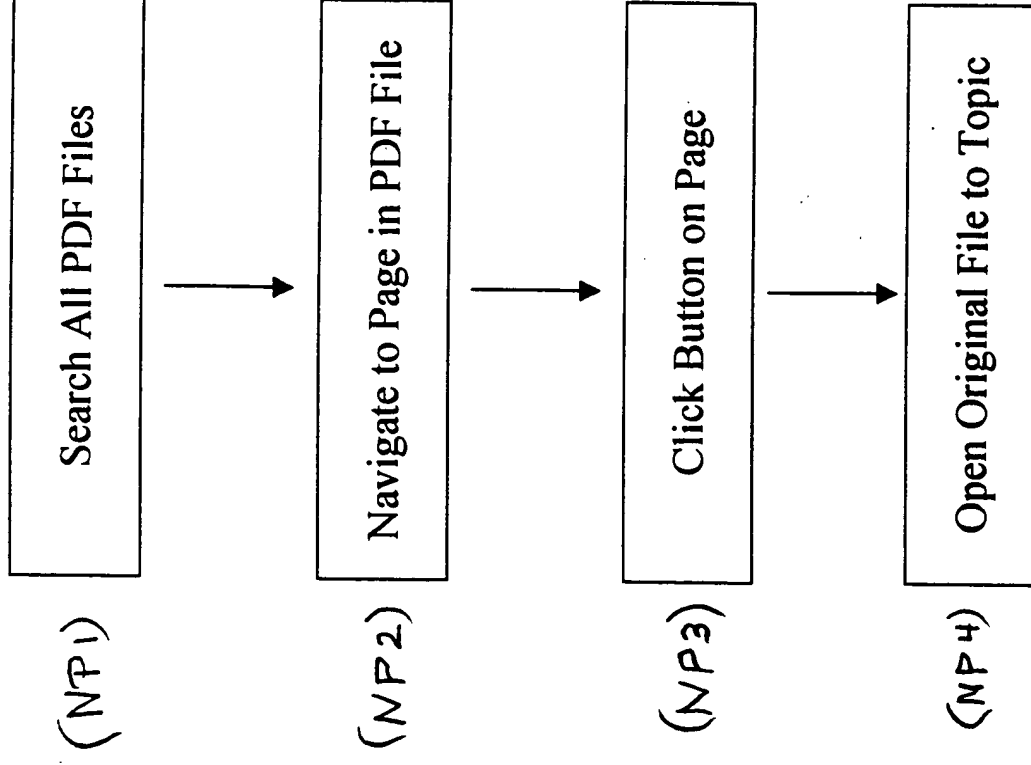 Search All PDF Files
(NP1)
Navigate to Page in PDF File
(NP2)
Click Button on Page
(NP3)
Open Original File to Topic
(NP4)